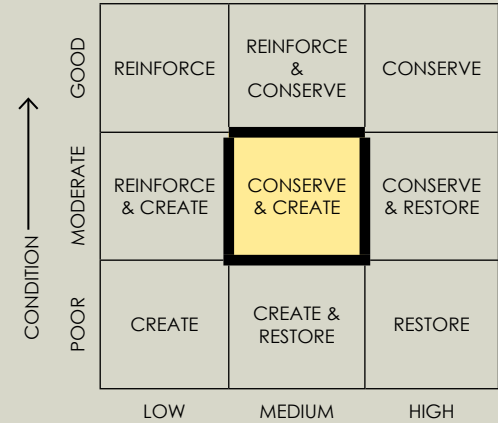 GOOD
REINFORCE
REINFORCE
&
CONSERVE
CONSERVE
MODERATE
REINFORCE
& CREATE
CONSERVE
& CREATE
CONSERVE
& RESTORE
CONDITION
POOR
CREATE
CREATE &
RESTORE
RESTORE
LOW
MEDIUM
HIGH